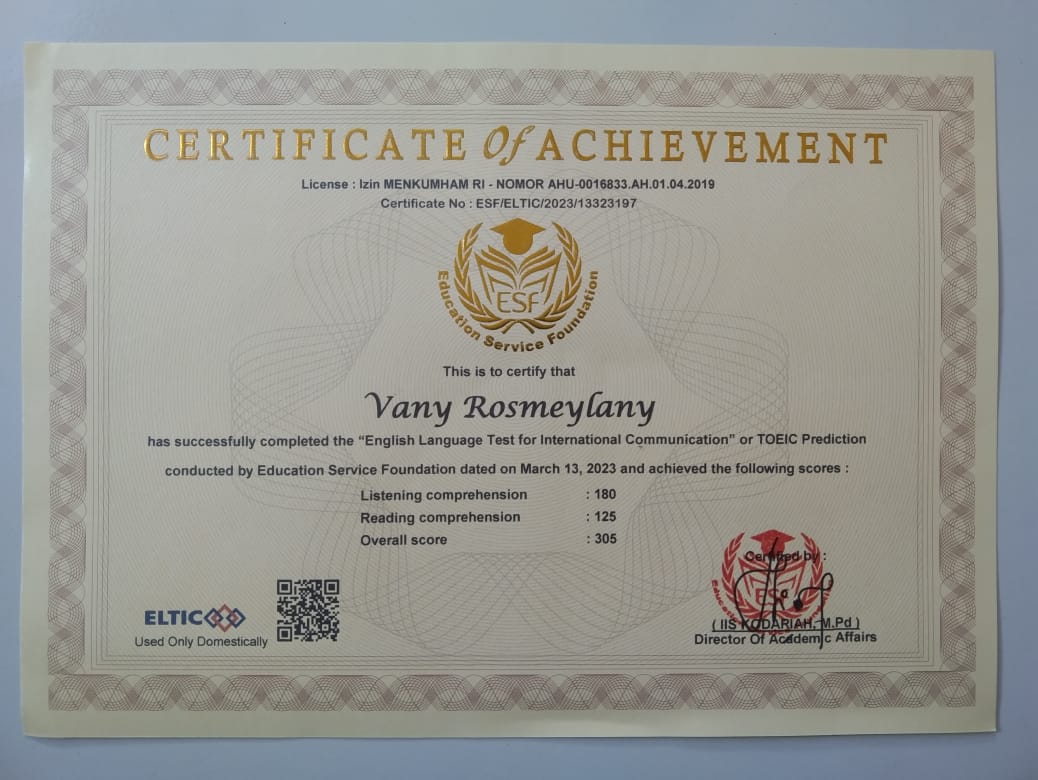 CERTIFICATE Of ACHIEVEMENT
License : Izin MENKUMHAM RI - NOMOR AHU-0016833.AH.01.04.2019
Certificate No : ESF/ELTIC/2023/13323197
ESF
Education Service Foundation
This is to certify that
Vany Rosmeylany
has successfully completed the “English Language Test for International Communication” or TOEIC Prediction
conducted by Education Service Foundation dated on March 13, 2023 and achieved the following scores :
Listening comprehension : 180
Reading comprehension : 125
Overall score : 305
Certified by :
ESF
ELTIC
Used Only Domestically
( IIS KODARIAH, M.Pd )
Director Of Academic Affairs